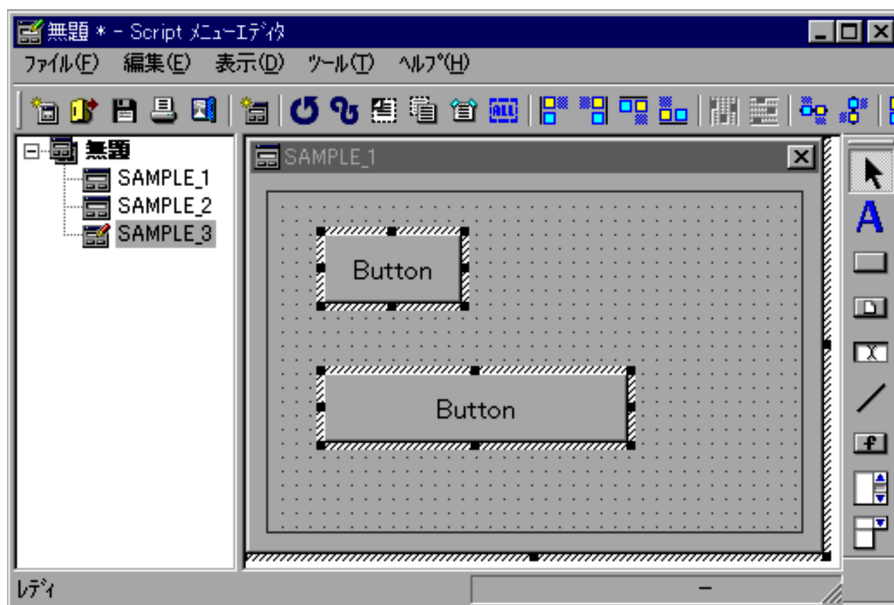 無題 * - Script ﾒﾆｭｰｴﾃﾞｨﾀ
ﾌｧｲﾙ(F) 編集(E) 表示(D) ﾂｰﾙ(T) ﾍﾙﾌﾟ(H)
ALL
無題
SAMPLE_1
SAMPLE_2
SAMPLE_3
SAMPLE_1
Button
Button
A
f
ﾚﾃﾞｨ